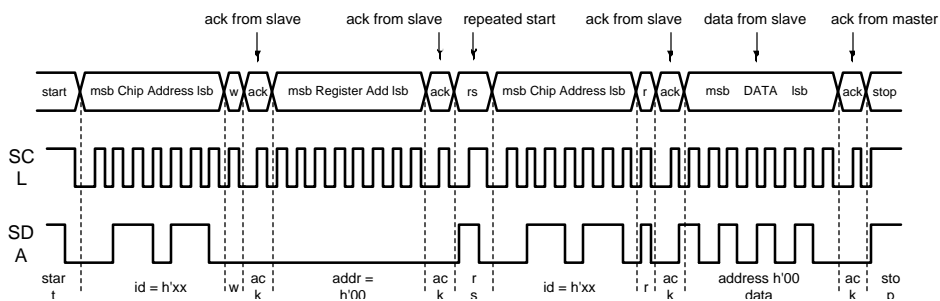 ack from slave ack from slave repeated start ack from slave data from slave ack from master
start msb Chip Address lsb w ack msb Register Add lsb ack rs msb Chip Address lsb r ack msb DATA lsb ack stop
SC
L
SD
A
star
t
id = h'xx
w
ac
k
addr =
h'00
ac
k
r
s
id = h'xx
r
ac
k
address h'00
data
ac
k
sto
p